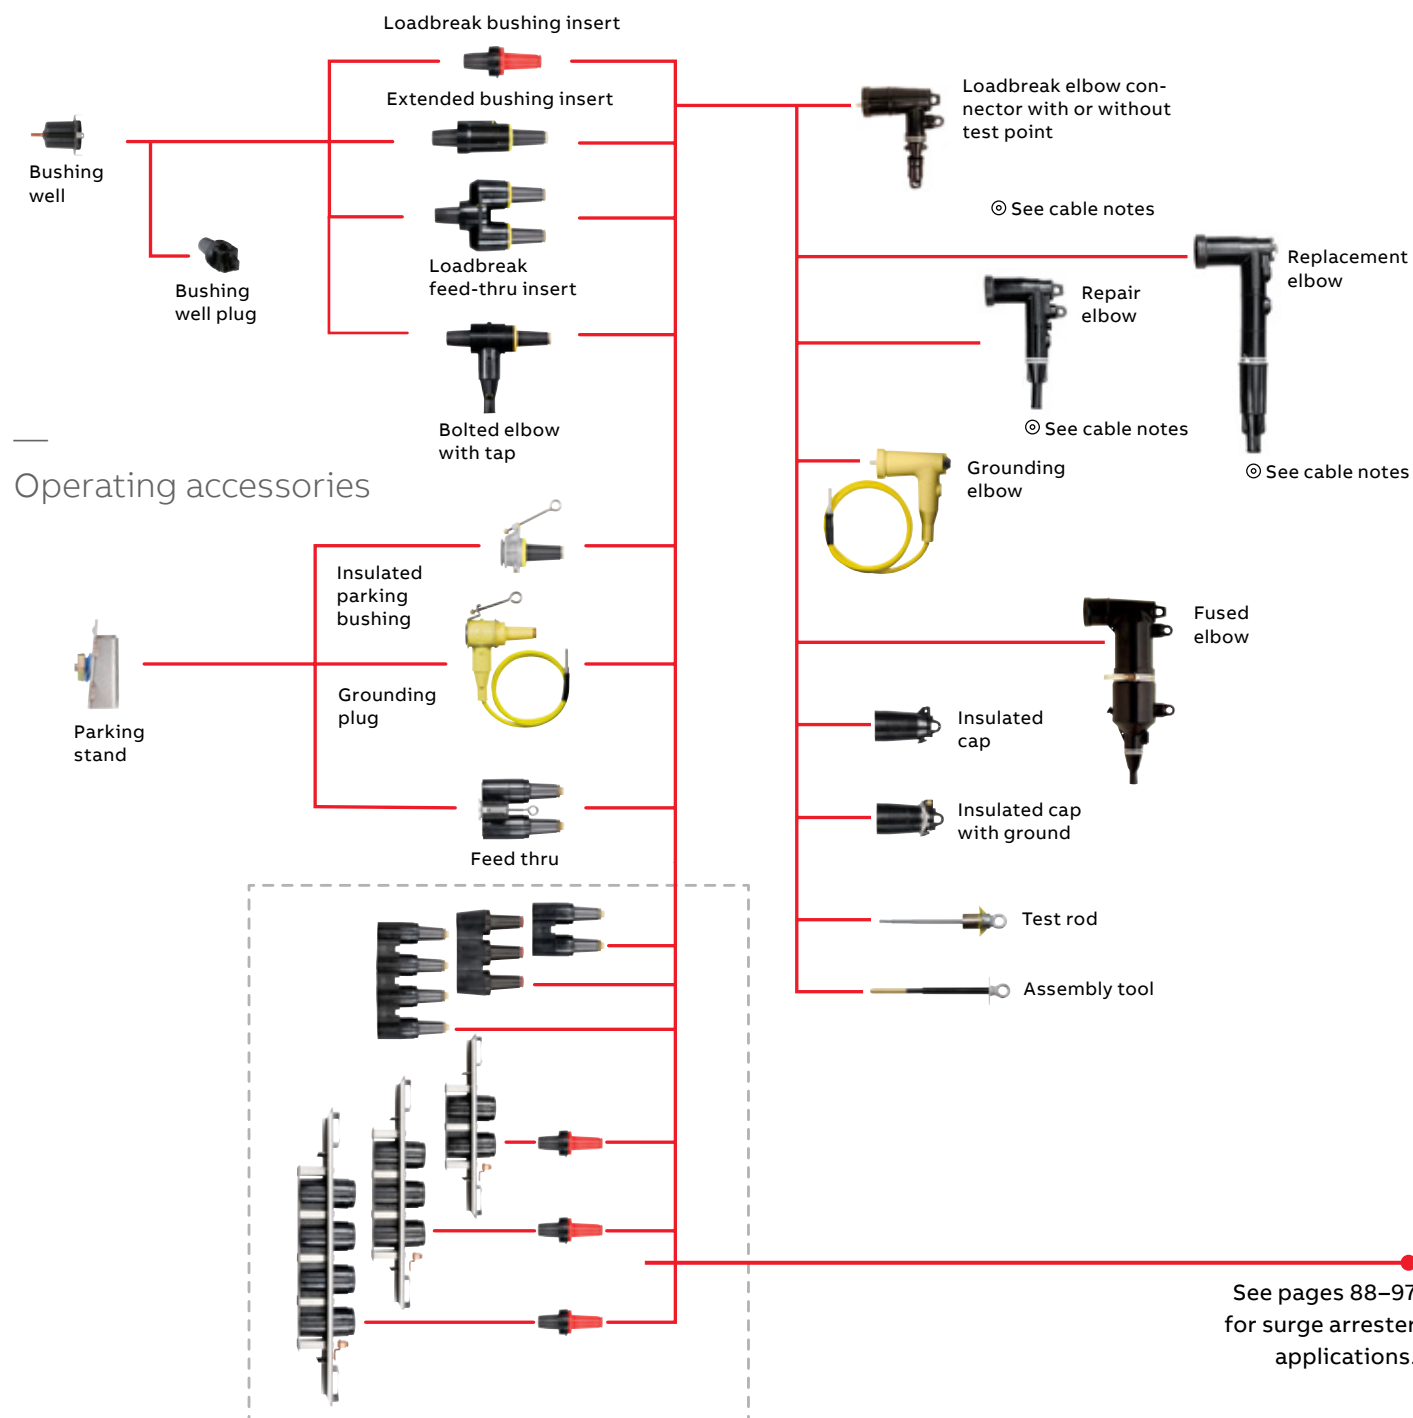 Loadbreak bushing insert
Extended bushing insert
Bushing
well
Bushing
well plug
Loadbreak
feed-thru insert
Bolted elbow
with tap
Loadbreak elbow con-
nector with or without
test point
◎ See cable notes
Replacement
elbow
Repair
elbow
◎ See cable notes
◎ See cable notes
Grounding
elbow
Operating accessories
Insulated
parking
bushing
Grounding
plug
Parking
stand
Feed thru
Fused
elbow
Insulated
cap
Insulated cap
with ground
Test rod
Assembly tool
See pages 88–97
for surge arrester
applications.